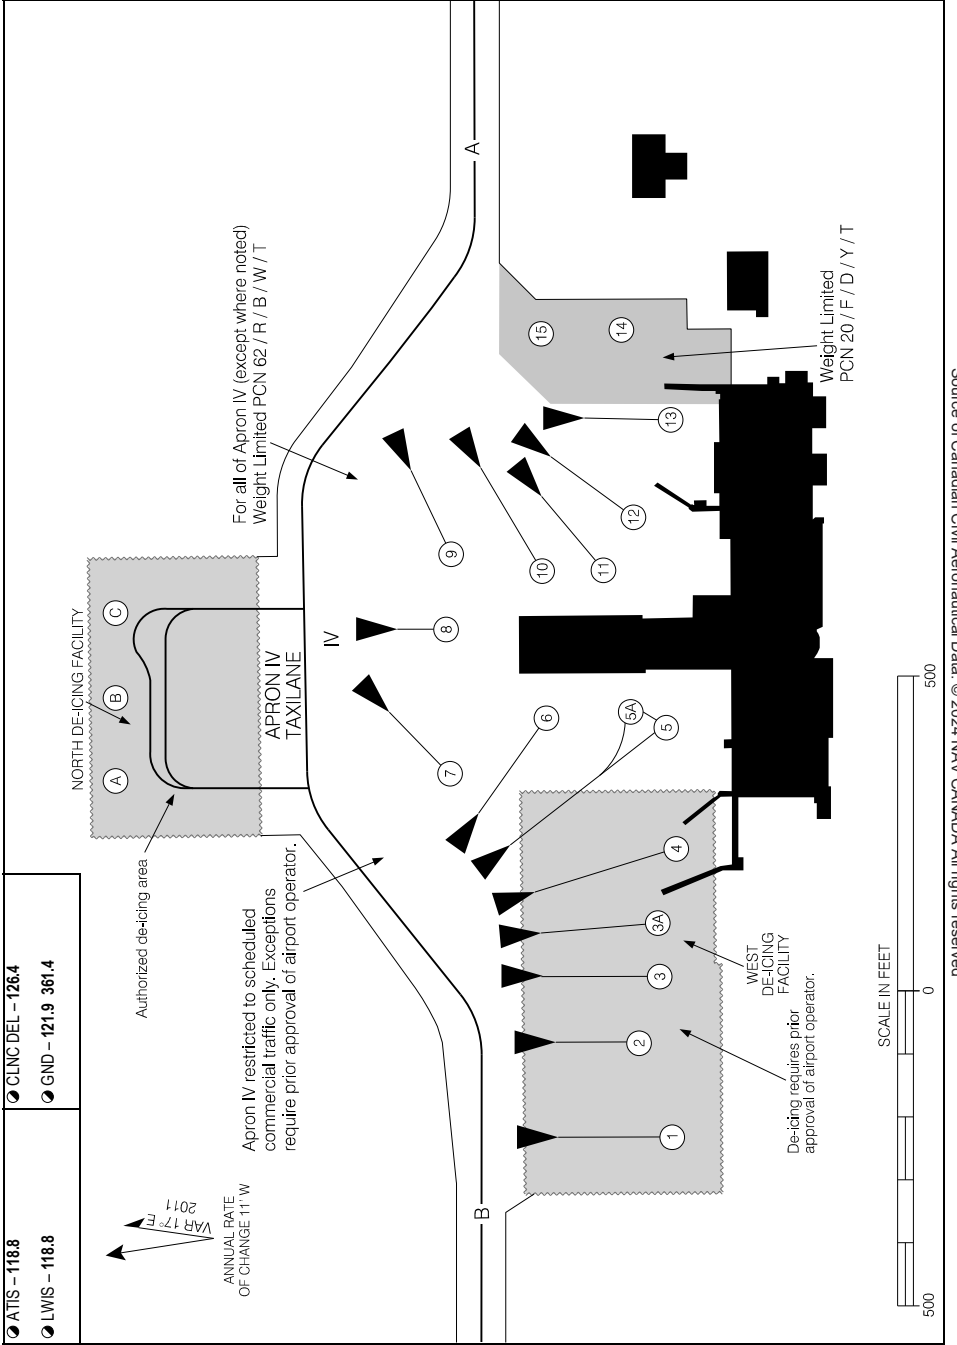 ATIS – 118.8
CLNC DEL – 126.4
LWIS – 118.8
GND – 121.9 361.4
VAR 17° E
2011
ANNUAL RATE
OF CHANGE 11' W
NORTH DE-ICING FACILITY
A
B
C
Authorized de-icing area
APRON IV
TAXILANE
IV
For all of Apron IV (except where noted)
Weight Limited PCN 62 / R / B / W / T
Apron IV restricted to scheduled
commercial traffic only. Exceptions
require prior approval of airport operator.
B
A
1
2
3
3A
4
5
5A
6
7
8
9
10
11
12
13
14
15
WEST
DE-ICING
FACILITY
De-icing requires prior
approval of airport operator.
Weight Limited
PCN 20 / F / D / Y / T
SCALE IN FEET
500
0
500
Source of Canadian Civil Aeronautical Data: © 2024 NAV CANADA All rights reserved